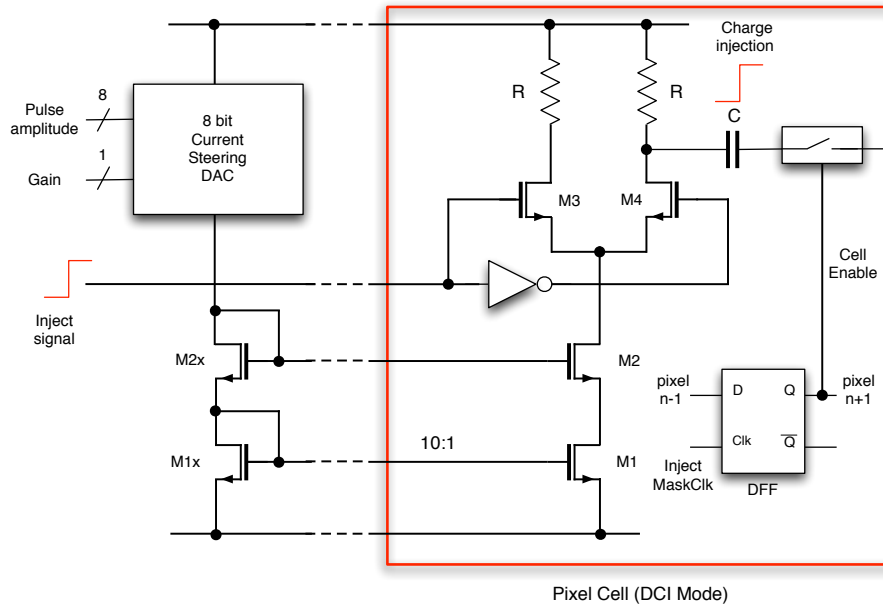 Charge
injection
8
Pulse
amplitude
8 bit
Current
Steering
DAC
1
Gain
R
R
C
M3
M4
Cell
Enable
Inject
signal
M2x
M2
pixel
n-1
D
Q
pixel
n+1
10:1
Clk
Q
M1x
M1
Inject
MaskClk
DFF
Pixel Cell (DCI Mode)